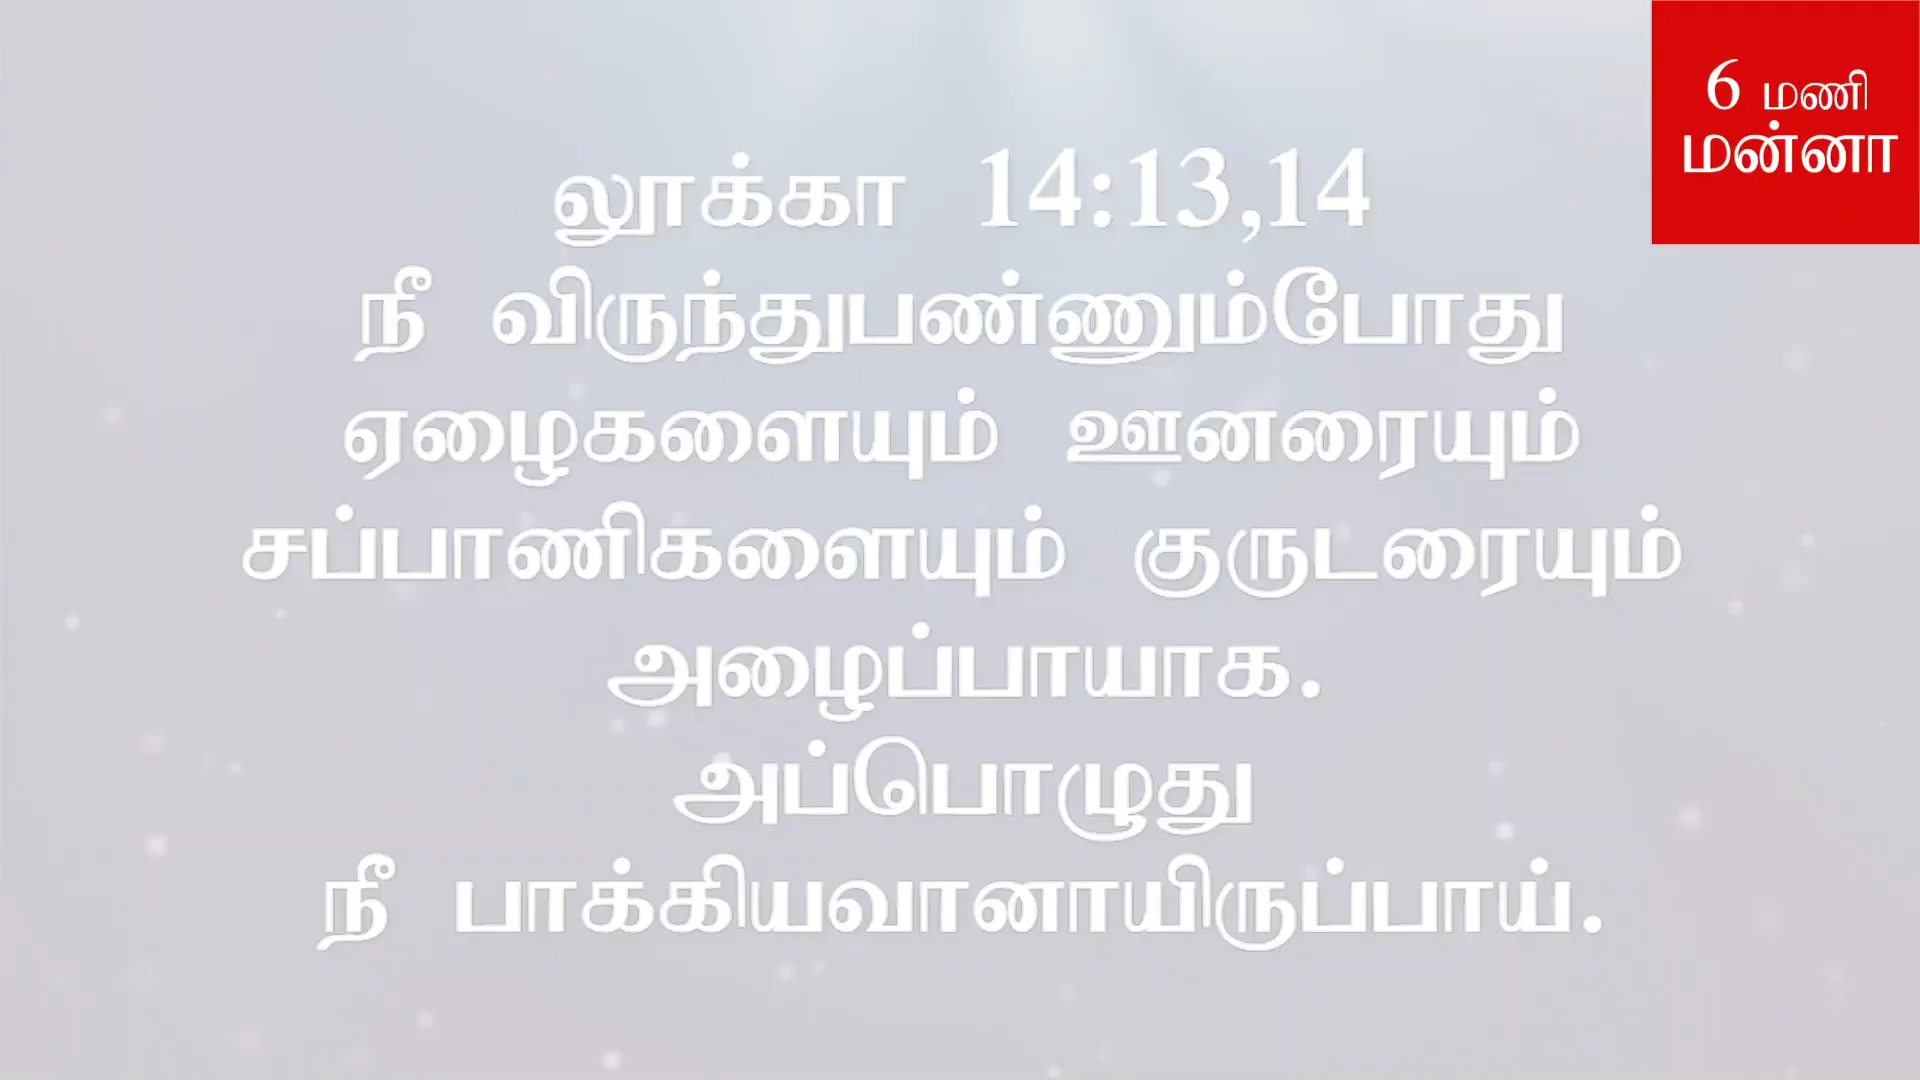 6 மணி
மன்னா
லூக்கா 14:13,14
நீ விருந்துபண்ணும்போது
ஏழைகளையும் ஊனரையும்
சப்பாணிகளையும் குருடரையும்
அழைப்பாயாக.
அப்பொழுது
நீ பாக்கியவானாயிருப்பாய்.